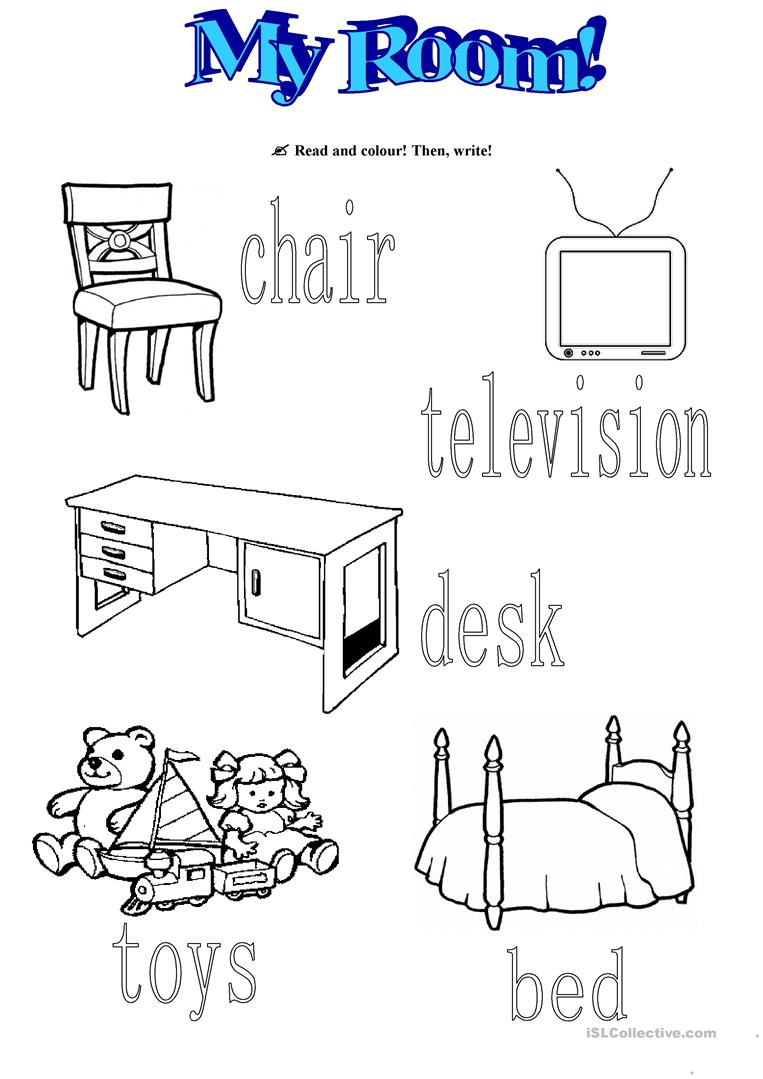 My Room!
✍ Read and colour! Then, write!
chair
television
desk
toys
bed
iSLCollective.com